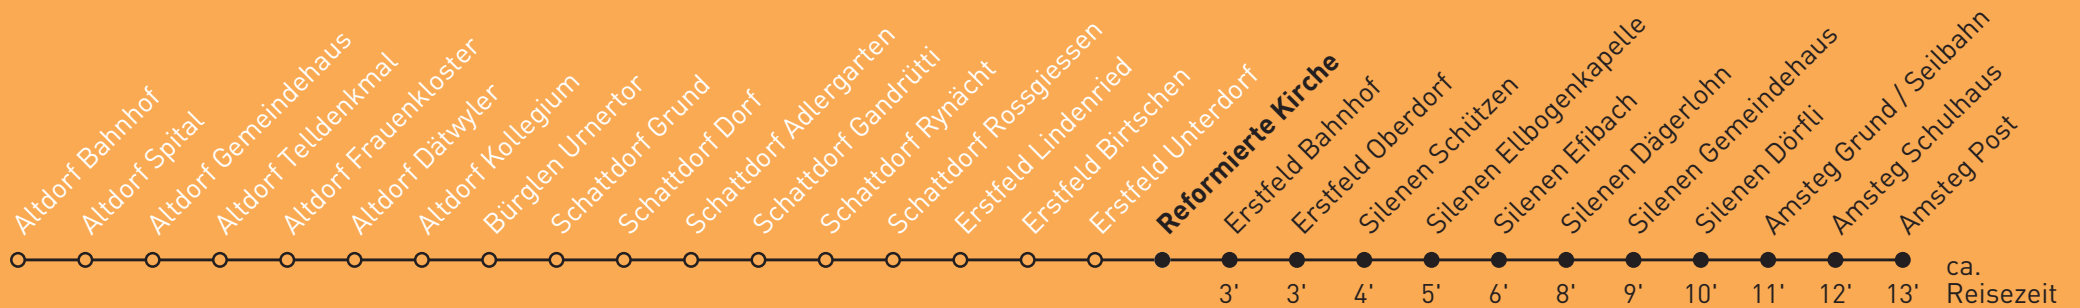 Altdorf Bahnhof
Altdorf Spital
Altdorf Gemeindehaus
Altdorf Telldenkmal
Altdorf Frauenkloster
Altdorf Dätwyler
Altdorf Kollegium
Bürglen Urnertor
Schattdorf Grund
Schattdorf Dorf
Schattdorf Adlergarten
Schattdorf Gandrütti
Schattdorf Rynächt
Schattdorf Rossgiessen
Erstfeld Lindenried
Erstfeld Birtschen
Erstfeld Unterdorf
Reformierte Kirche
Erstfeld Bahnhof
Erstfeld Oberdorf
Silenen Schützen
Silenen Ellbogenkapelle
Silenen Efibach
Silenen Dägerlohn
Silenen Gemeindehaus
Silenen Dörfli
Amsteg Grund / Seilbahn
Amsteg Schulhaus
Amsteg Post
3' 3' 4' 5' 6' 8' 9' 10' 11' 12' 13'
ca.
Reisezeit